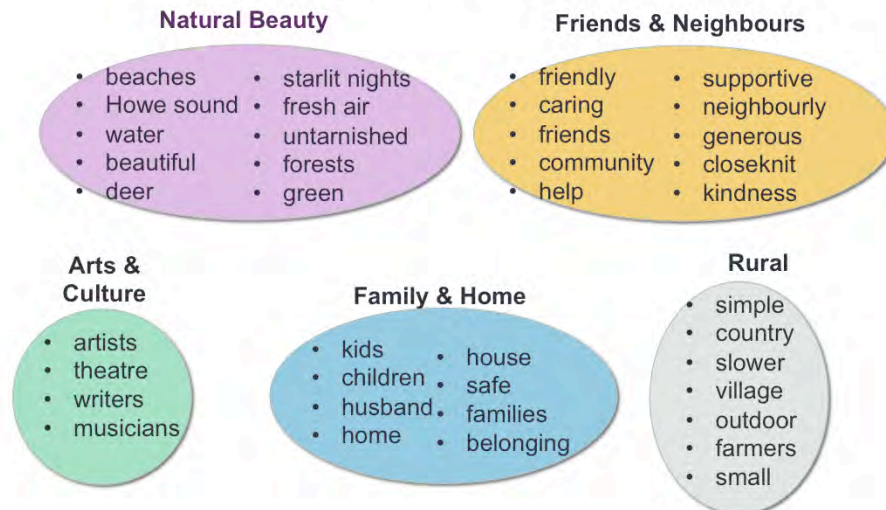 Natural Beauty
• beaches
• Howe sound
• water
• beautiful
• deer
• starlit nights
• fresh air
• untarnished
• forests
• green
Friends & Neighbours
• friendly
• caring
• friends
• community
• help
• supportive
• neighbourly
• generous
• closeknit
• kindness
Arts &
Culture
• artists
• theatre
• writers
• musicians
Family & Home
• kids
• children
• husband
• home
• house
• safe
• families
• belonging
Rural
• simple
• country
• slower
• village
• outdoor
• farmers
• small